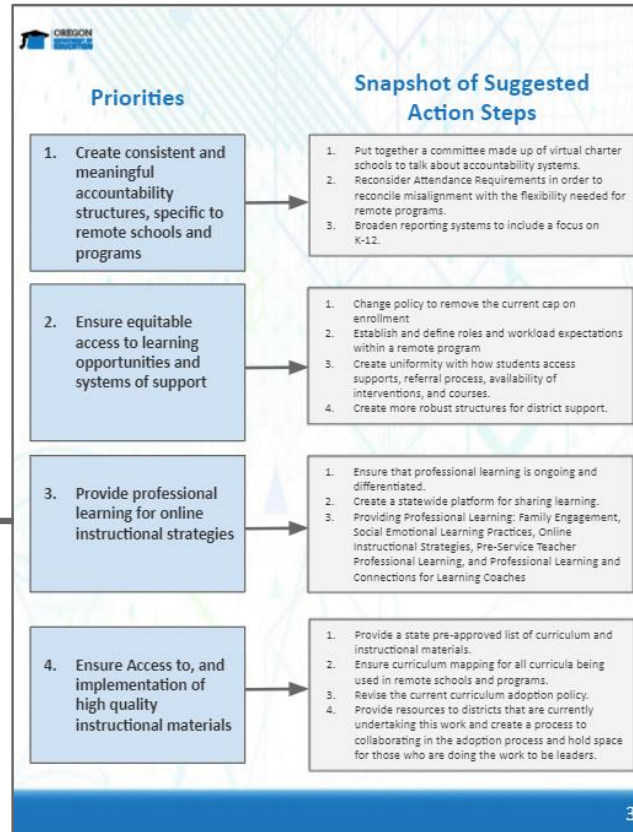 OREGON
DEPARTMENT OF
EDUCATION
Priorities
Snapshot of Suggested
Action Steps
1. Create consistent and
meaningful
accountability
structures, specific to
remote schools and
programs
1. Put together a committee made up of virtual charter
schools to talk about accountability systems.
2. Reconsider Attendance Requirements in order to
reconcile misalignment with the flexibility needed for
remote programs.
3. Broaden reporting systems to include a focus on
K-12.
2. Ensure equitable
access to learning
opportunities and
systems of support
1. Change policy to remove the current cap on
enrollment
2. Establish and define roles and workload expectations
within a remote program
3. Create uniformity with how students access
supports, referral process, availability of
interventions, and courses.
4. Create more robust structures for district support.
3. Provide professional
learning for online
instructional strategies
1. Ensure that professional learning is ongoing and
differentiated.
2. Create a statewide platform for sharing learning.
3. Providing Professional Learning: Family Engagement,
Social Emotional Learning Practices, Online
Instructional Strategies, Pre-Service Teacher
Professional Learning, and Professional Learning and
Connections for Learning Coaches
4. Ensure Access to, and
implementation of
high quality
instructional materials
1. Provide a state pre-approved list of curriculum and
instructional materials.
2. Ensure curriculum mapping for all curricula being
used in remote schools and programs.
3. Revise the current curriculum adoption policy.
4. Provide resources to districts that are currently
undertaking this work and create a process to
collaborating in the adoption process and hold space
for those who are doing the work to be leaders.
3